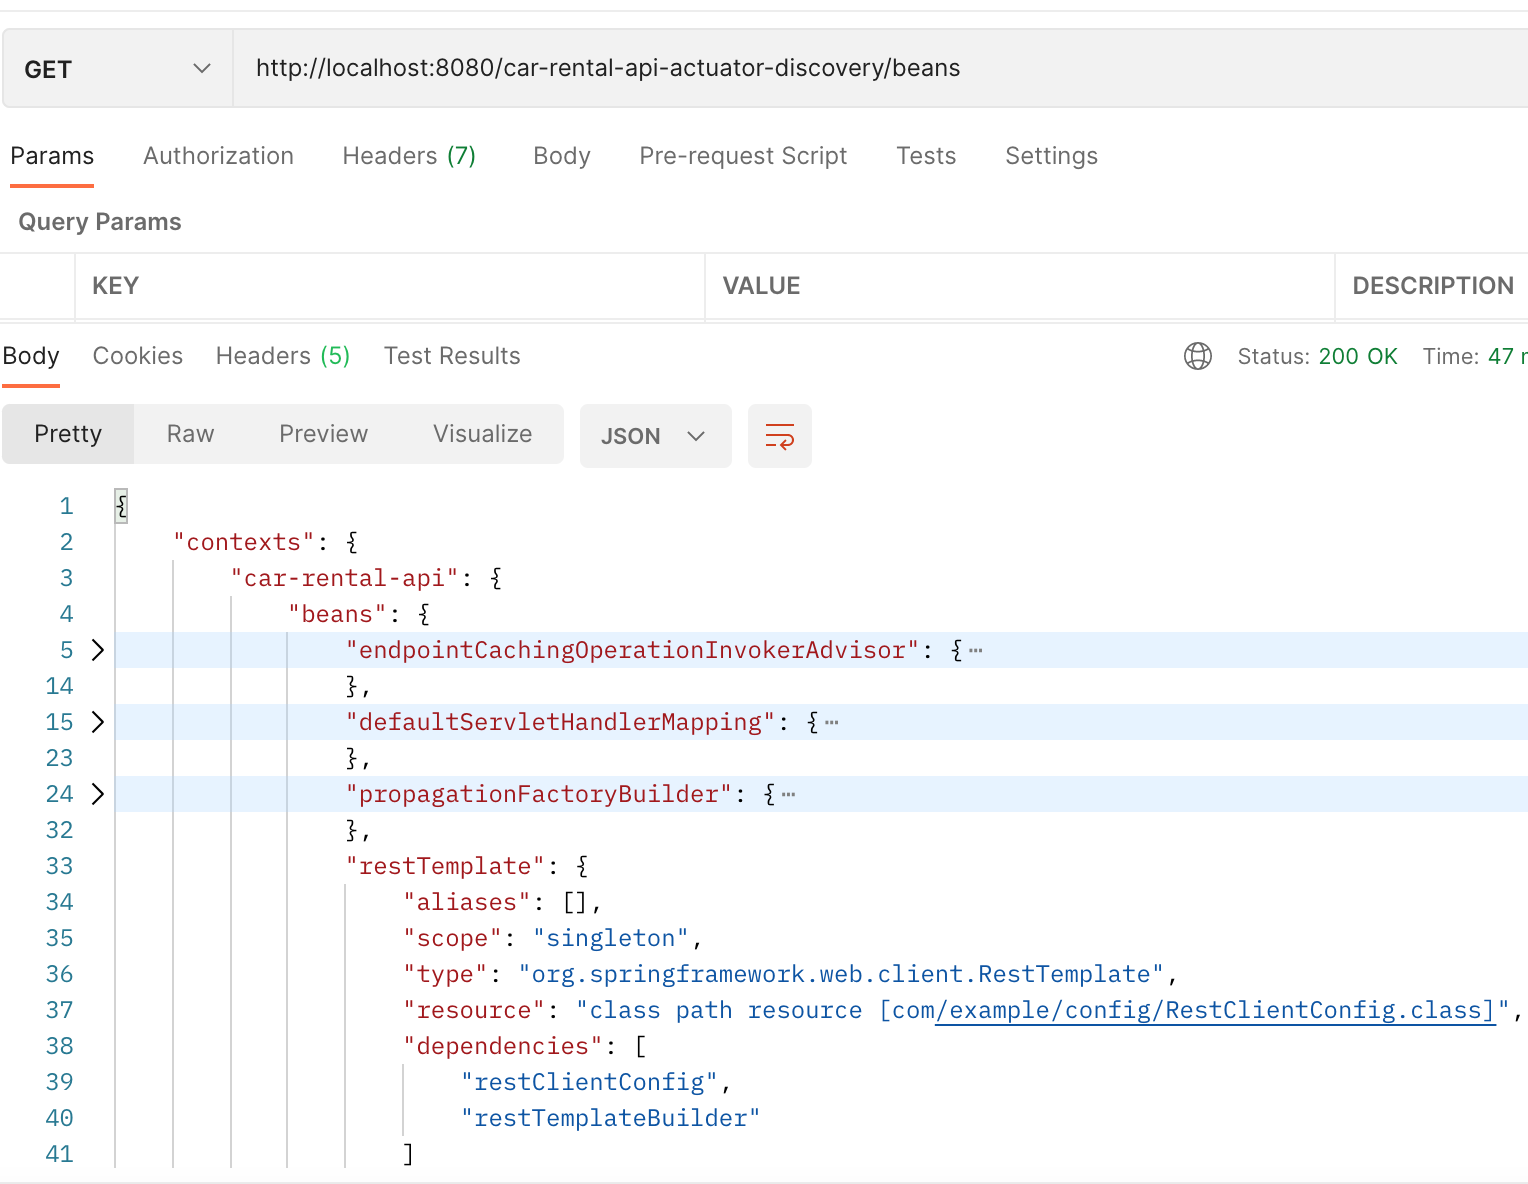 GET http://localhost:8080/car-rental-api-actuator-discovery/beans
Params Authorization Headers (7) Body Pre-request Script Tests Settings
Query Params
KEY VALUE DESCRIPTION
Body Cookies Headers (5) Test Results Status: 200 OK Time: 47
Pretty Raw Preview Visualize JSON
1 {
2 "contexts": {
3 "car-rental-api": {
4 "beans": {
5 "endpointCachingOperationInvokerAdvisor": {…
14 },
15 "defaultServletHandlerMapping": {…
23 },
24 "propagationFactoryBuilder": {…
32 },
33 "restTemplate": {
34 "aliases": [],
35 "scope": "singleton",
36 "type": "org.springframework.web.client.RestTemplate",
37 "resource": "class path resource [com/example/config/RestClientConfig.class]",
38 "dependencies": [
39 "restClientConfig",
40 "restTemplateBuilder"
41 ]